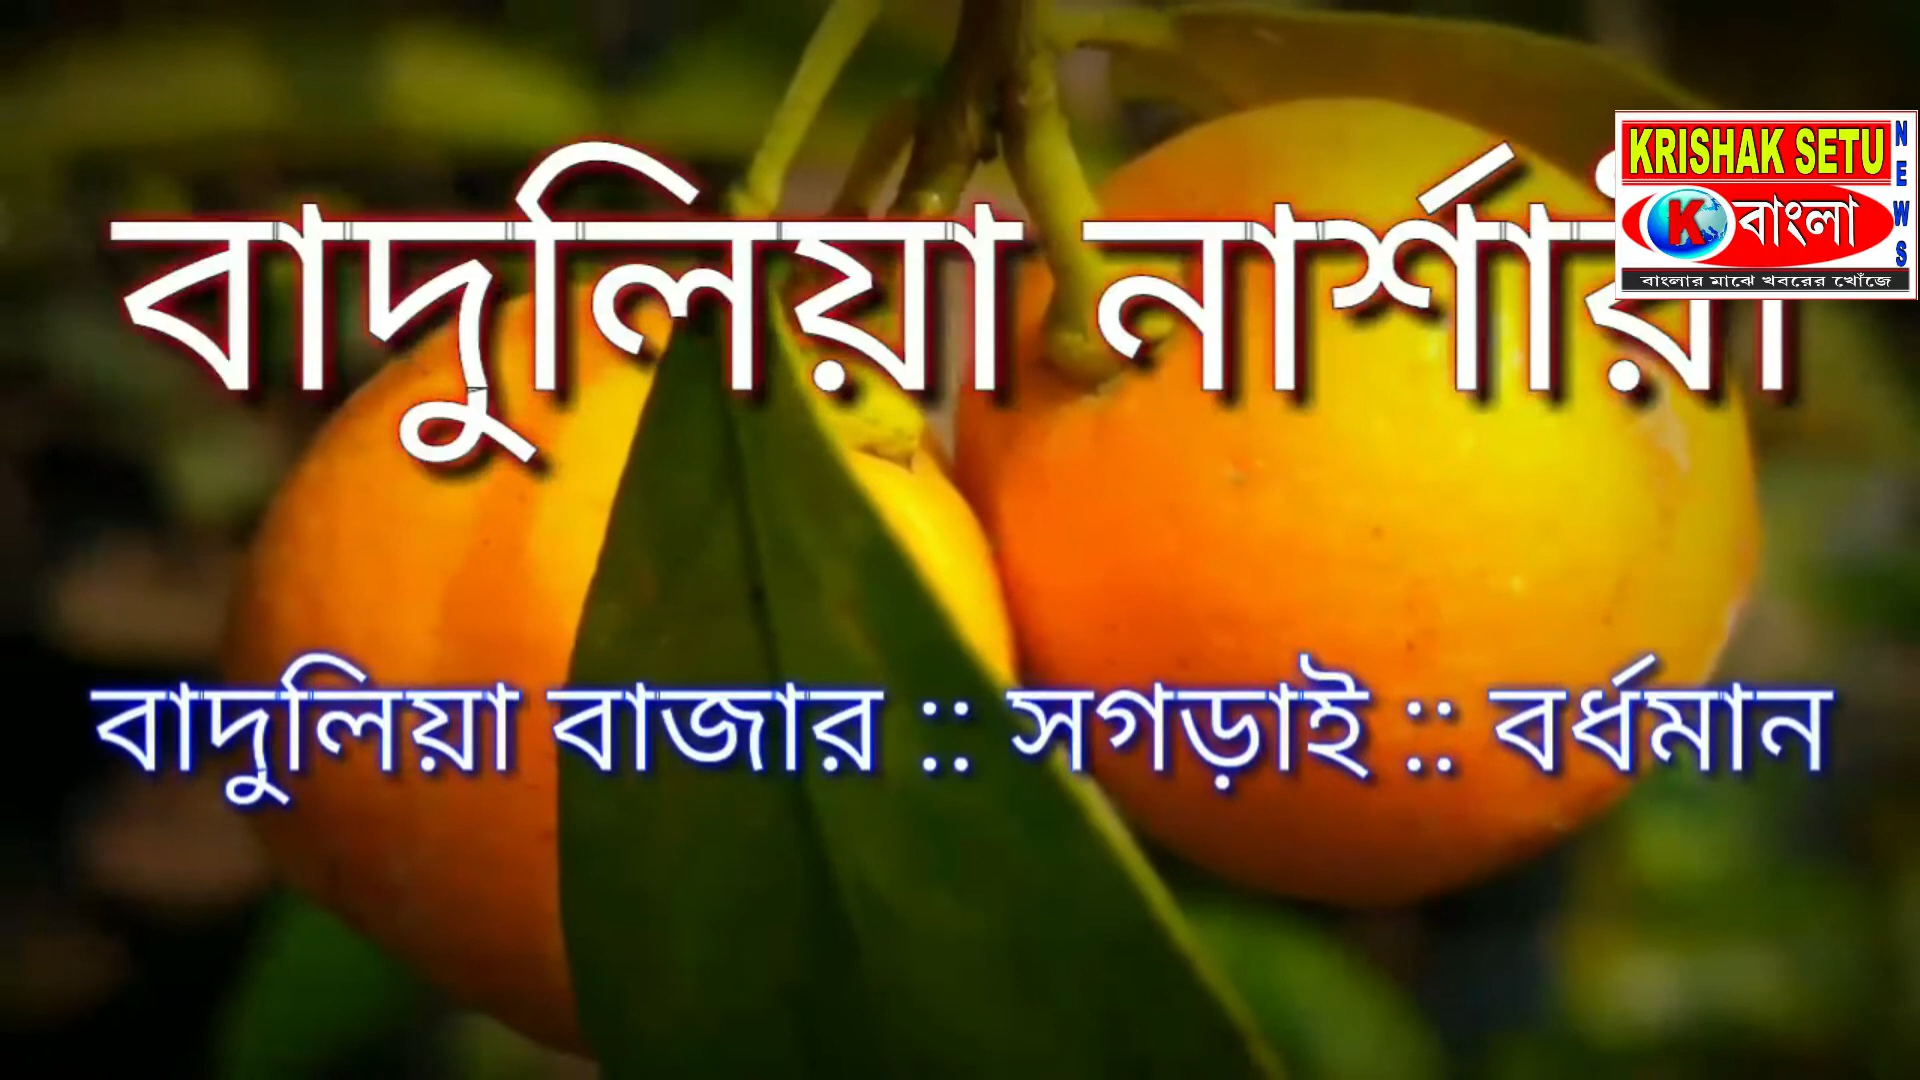 বাদুলিয়া নার্শারী
KRISHAK SETU
NEWS
K বাংলা
বাংলার মাঝে খবরের খোঁজে
বাদুলিয়া বাজার :: সগড়াই :: বর্ধমান